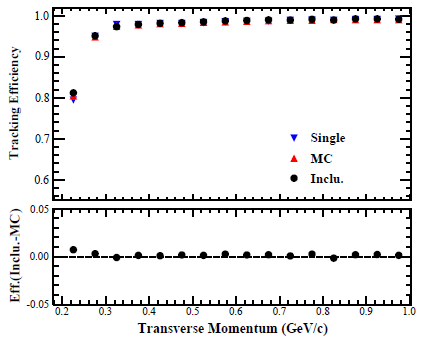 Tracking Efficiency
1.0
0.9
0.8
0.7
0.6
Single
MC
Inclu.
Eff.(Inclu.-MC)
0.05
0.00
-0.05
0.2 0.3 0.4 0.5 0.6 0.7 0.8 0.9 1.0
Transverse Momentum (GeV/c)